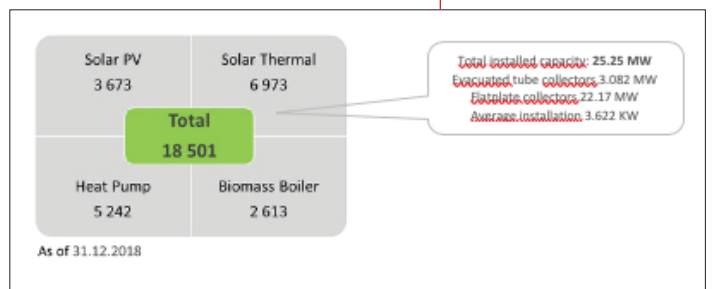 Solar PV
3 673
Solar Thermal
6 973
Total
18 501
Heat Pump
5 242
Biomass Boiler
2 613
As of 31.12.2018
Total installed capacity: 25.25 MW
Evacuated tube collectors 3.082 MW
Flatplate collectors 22.17 MW
Average installation 3.622 KW